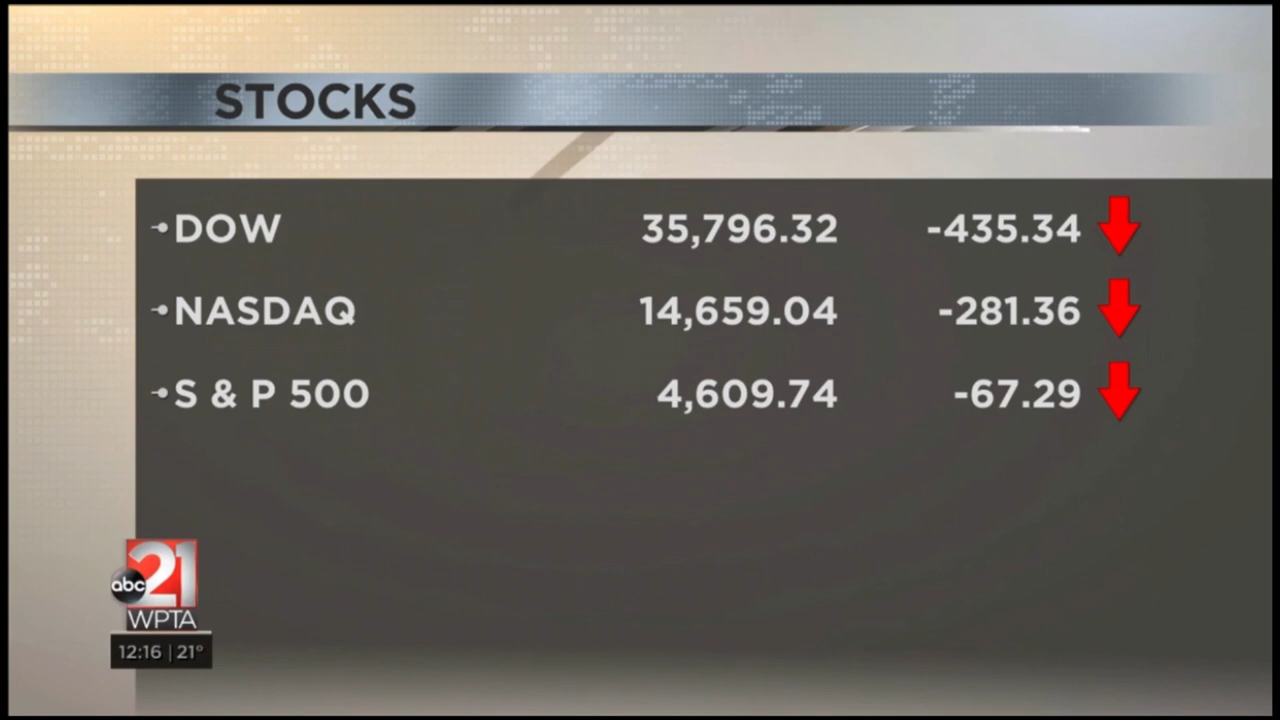 STOCKS
DOW 35,796.32 -435.34
NASDAQ 14,659.04 -281.36
S & P 500 4,609.74 -67.29
abc 21
WPTA
12:16 | 21°